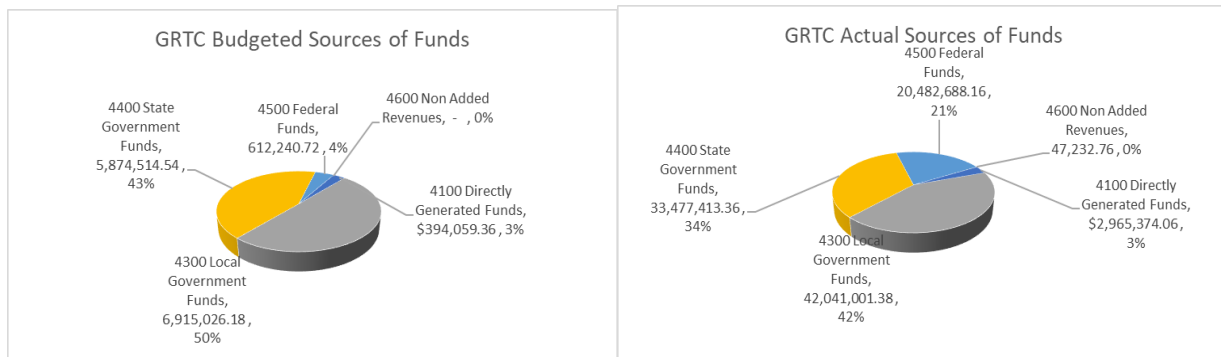 GRTC Budgeted Sources of Funds
4400 State
Government
Funds,
5,874,514.54 ,
43%
4500 Federal
Funds,
612,240.72 , 4%
4600 Non Added
Revenues, - , 0%
4100 Directly
Generated Funds,
$394,059.36 , 3%
4300 Local
Government
Funds,
6,915,026.18 ,
50%
GRTC Actual Sources of Funds
4500 Federal
Funds,
20,482,688.16 ,
21%
4400 State
Government
Funds,
33,477,413.36 ,
34%
4600 Non Added
Revenues,
47,232.76 , 0%
4100 Directly
Generated Funds,
$2,965,374.06 ,
3%
4300 Local
Government
Funds,
42,041,001.38 ,
42%